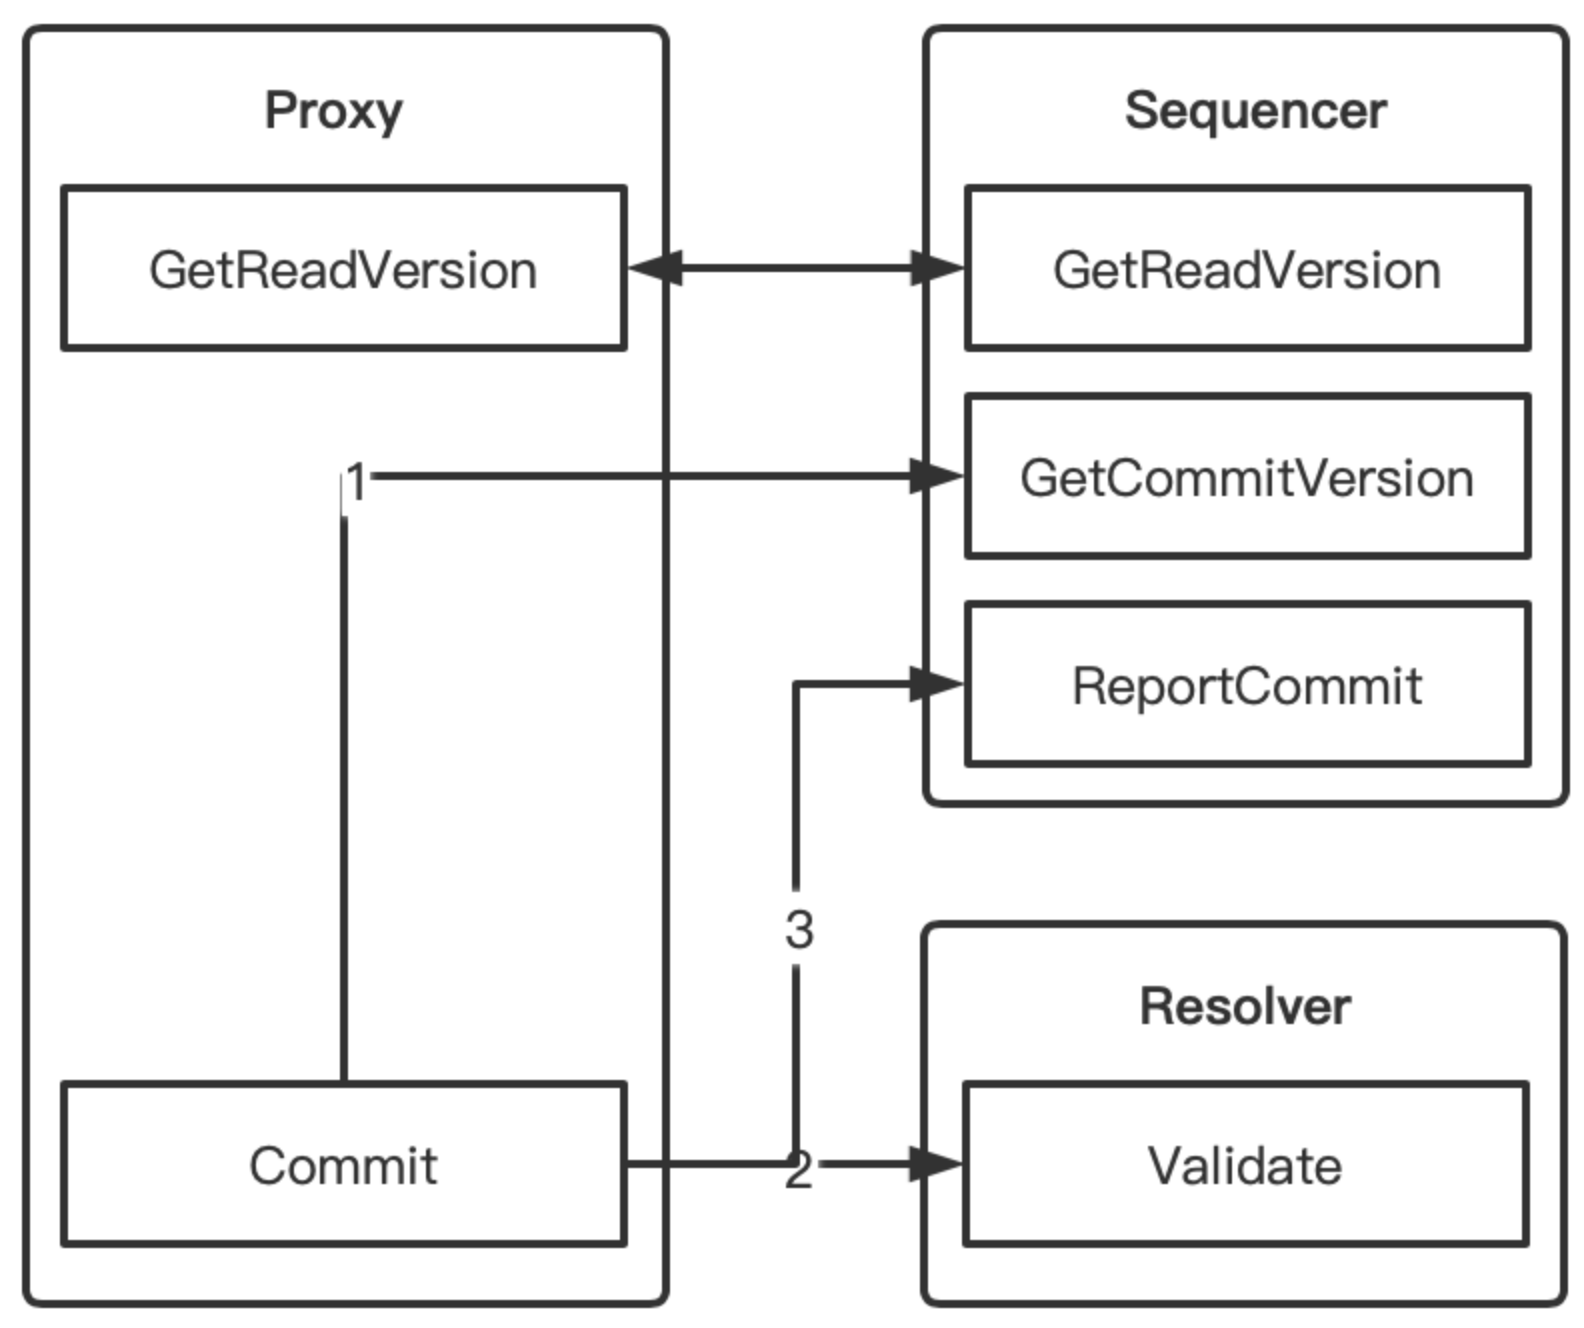 Proxy
GetReadVersion
1
Commit
Sequencer
GetReadVersion
GetCommitVersion
ReportCommit
3
2
Resolver
Validate